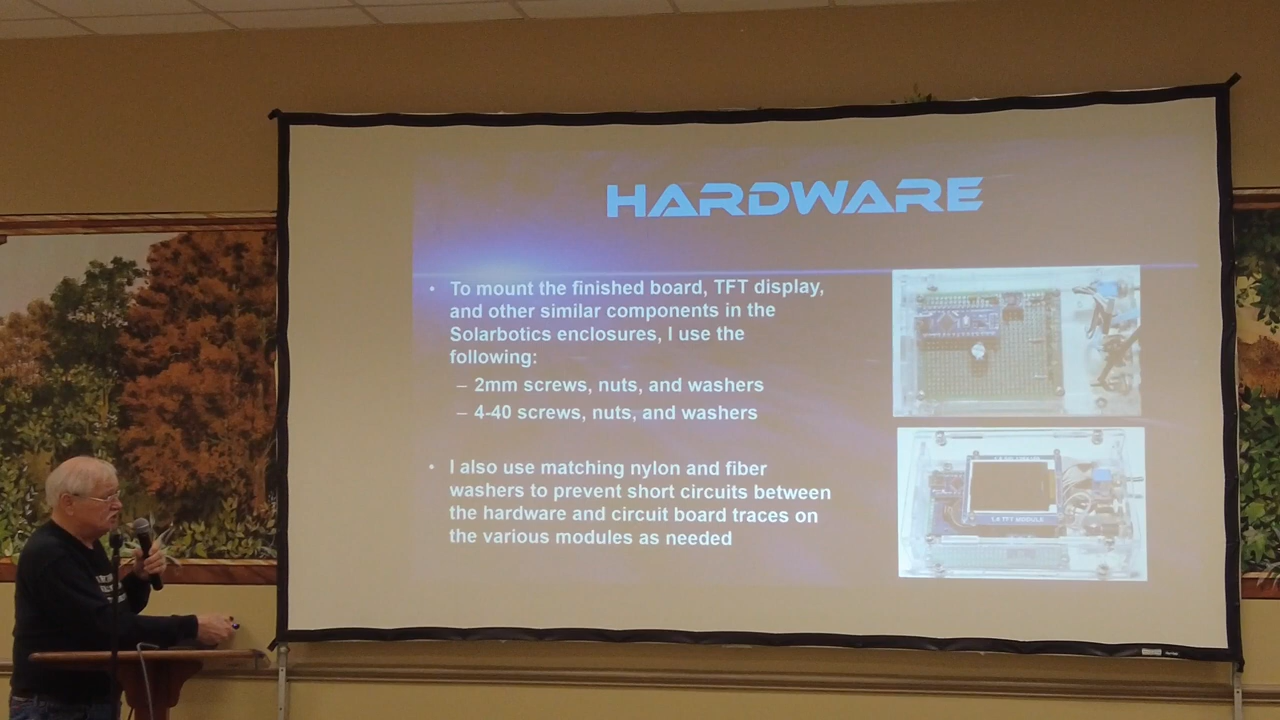 HARDWARE
• To mount the finished board, TFT display,
and other similar components in the
Solarbotics enclosures, I use the
following:
– 2mm screws, nuts, and washers
– 4-40 screws, nuts, and washers
• I also use matching nylon and fiber
washers to prevent short circuits between
the hardware and circuit board traces on
the various modules as needed
TFT MODULE